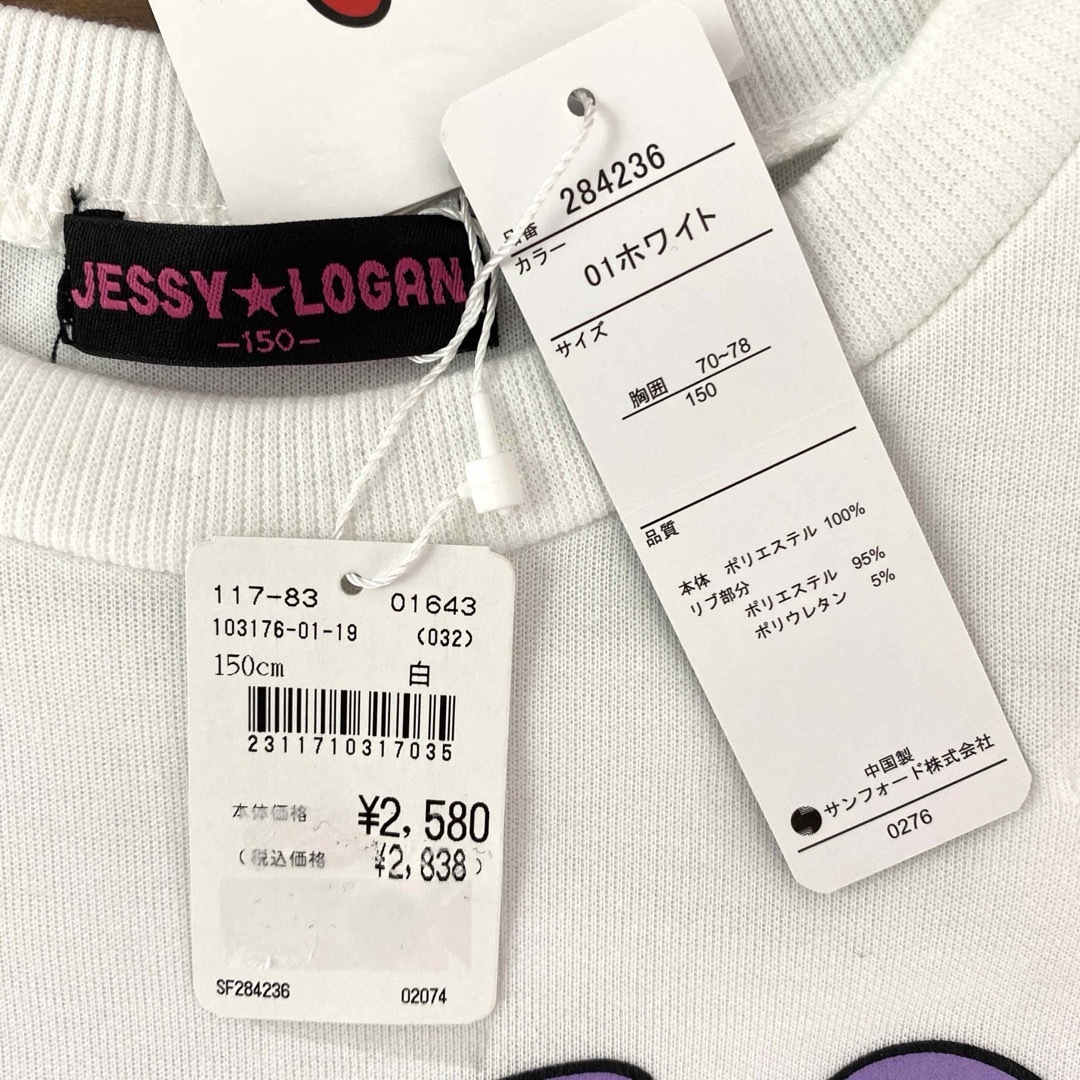 JESSY★LOGAN
-150-
品番 284236
カラー 01ホワイト
サイズ
胸囲 70~78
150
品質
本体 ポリエステル 100%
リブ部分
ポリエステル 95%
ポリウレタン 5%
中国製
サンフォード株式会社
0276
117-83 01643
103176-01-19 (032)
150cm 白
2311710317035
本体価格 ¥2,580
(税込価格 ¥2,838)
SF284236 02074